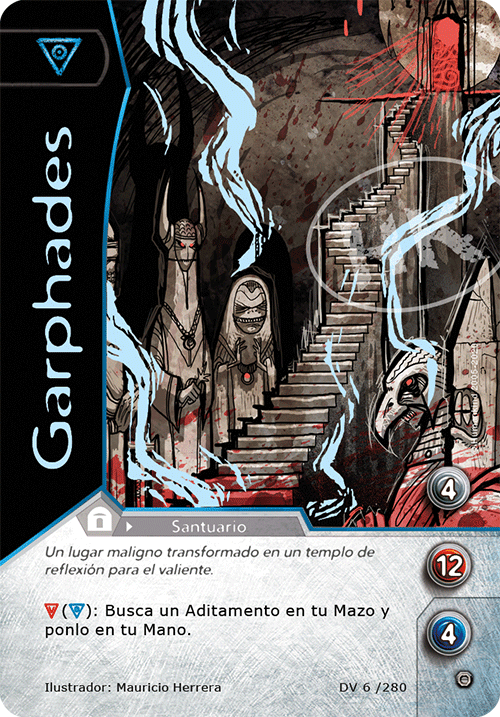 Garphades
4
Santuario
Un lugar maligno transformado en un templo de
reflexión para el valiente.
12
( ): Busca un Aditamento en tu Mazo y
ponlo en tu Mano.
4
Ilustrador: Mauricio Herrera
DV 6 /280